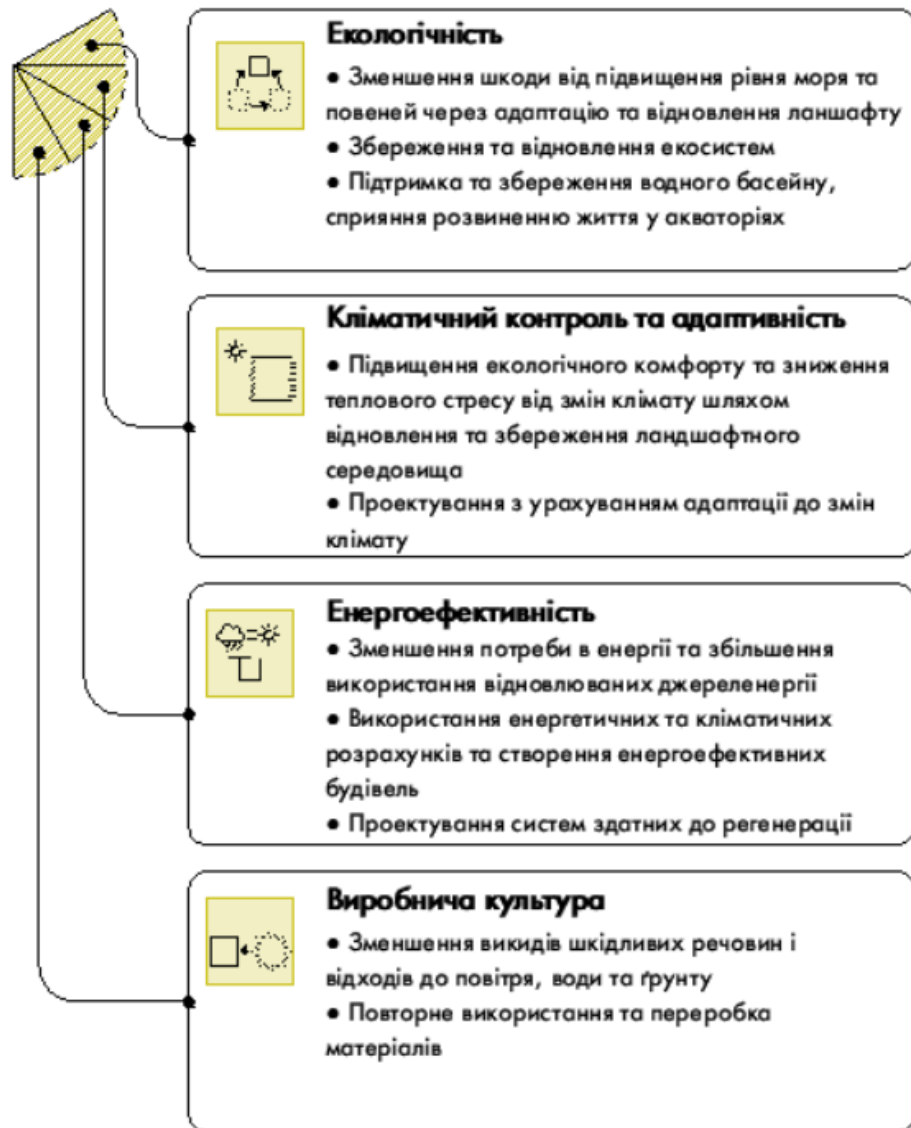 Екологічність
● Зменшення шкоди від підвищення рівня моря та
повеней через адаптацію та відновлення ланшафту
● Збереження та відновлення екосистем
● Підтримка та збереження водного басейну,
сприяння розвиненню життя у акваторіях
Кліматичний контроль та адаптивність
● Підвищення екологічного комфорту та зниження
теплового стресу від змін клімату шляхом
відновлення та збереження ландшафтного
середовища
● Проектування з урахуванням адаптації до змін
клімату
Енергоефективність
● Зменшення потреби в енергії та збільшення
використання відновлюваних джереленергії
● Використання енергетичних та кліматичних
розрахунків та створення енергоефективних
будівель
● Проектування систем здатних до регенерації
Виробнича культура
● Зменшення викидів шкідливих речовин і
відходів до повітря, води та ґрунту
● Повторне використання та переробка
матеріалів